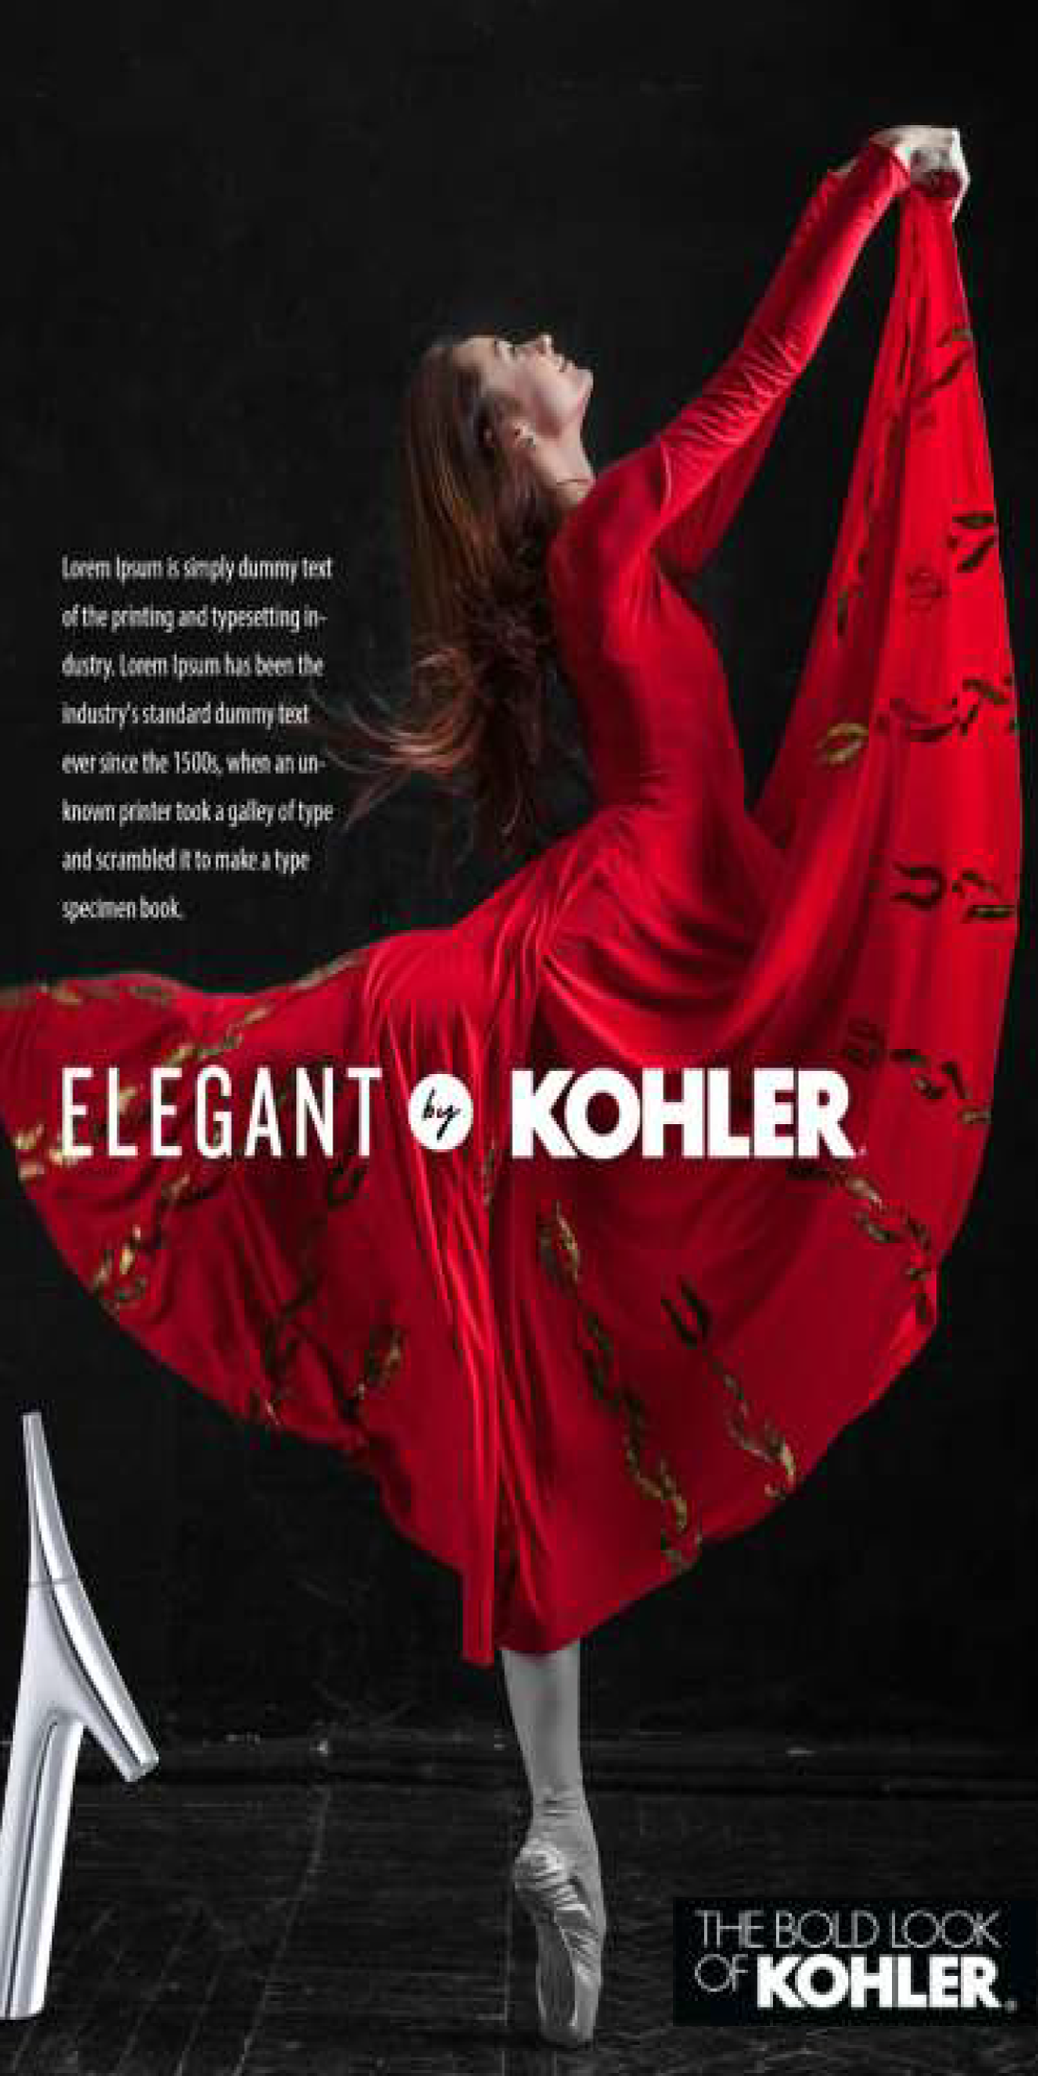 Lorem Ipsum is simply dummy text
of the printing and typesetting in-
dustry. Lorem Ipsum has been the
industry's standard dummy text
ever since the 1500s, when an un-
known printer took a galley of type
and scrambled it to make a type
specimen book.
ELEGANT by KOHLER
THE BOLD LOOK
OF KOHLER®